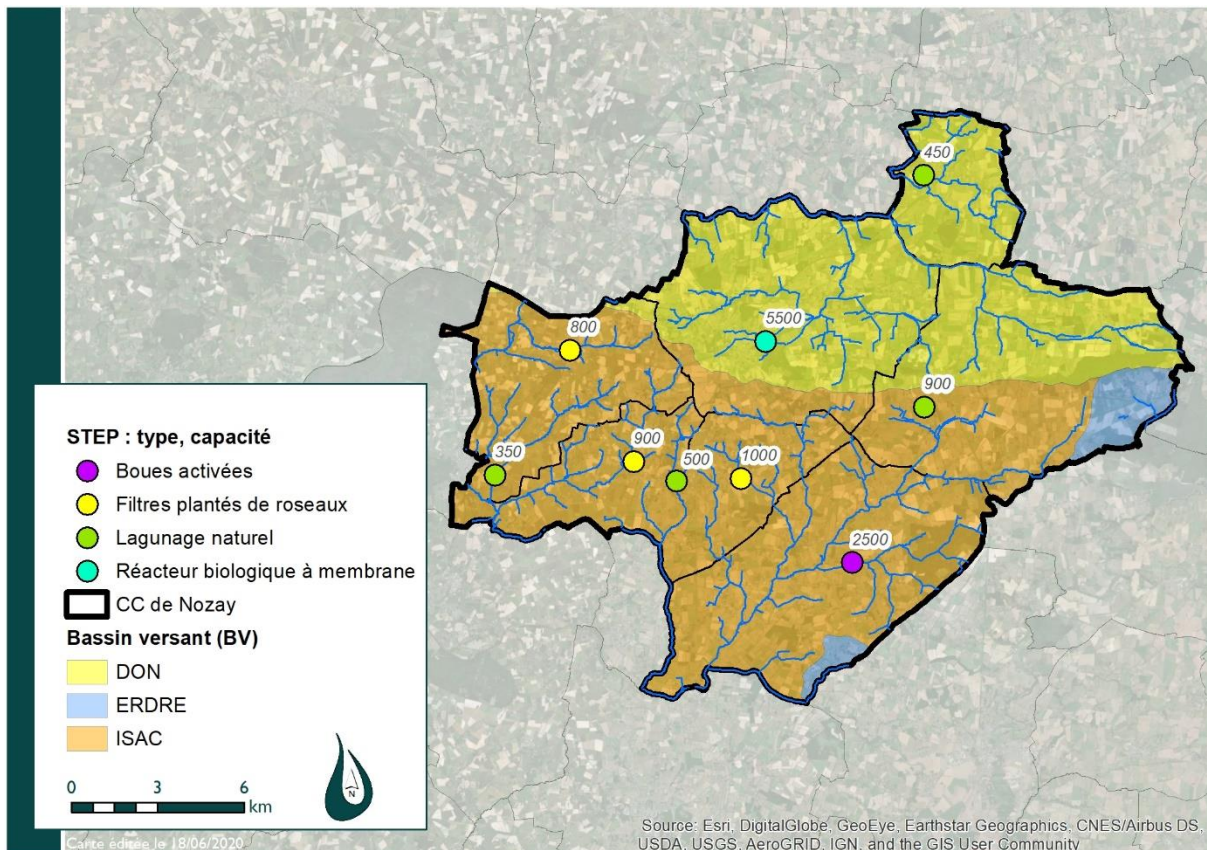 450
5500
800
900
900
500
1000
350
2500
STEP : type, capacité
Boues activées
Filtres plantés de roseaux
Lagunage naturel
Réacteur biologique à membrane
CC de Nozay
Bassin versant (BV)
DON
ERDRE
ISAC
0 3 6
km
N
Carte éditée le 18/06/2020
Source: Esri, DigitalGlobe, GeoEye, Earthstar Geographics, CNES/Airbus DS,
USDA, USGS, AeroGRID, IGN, and the GIS User Community